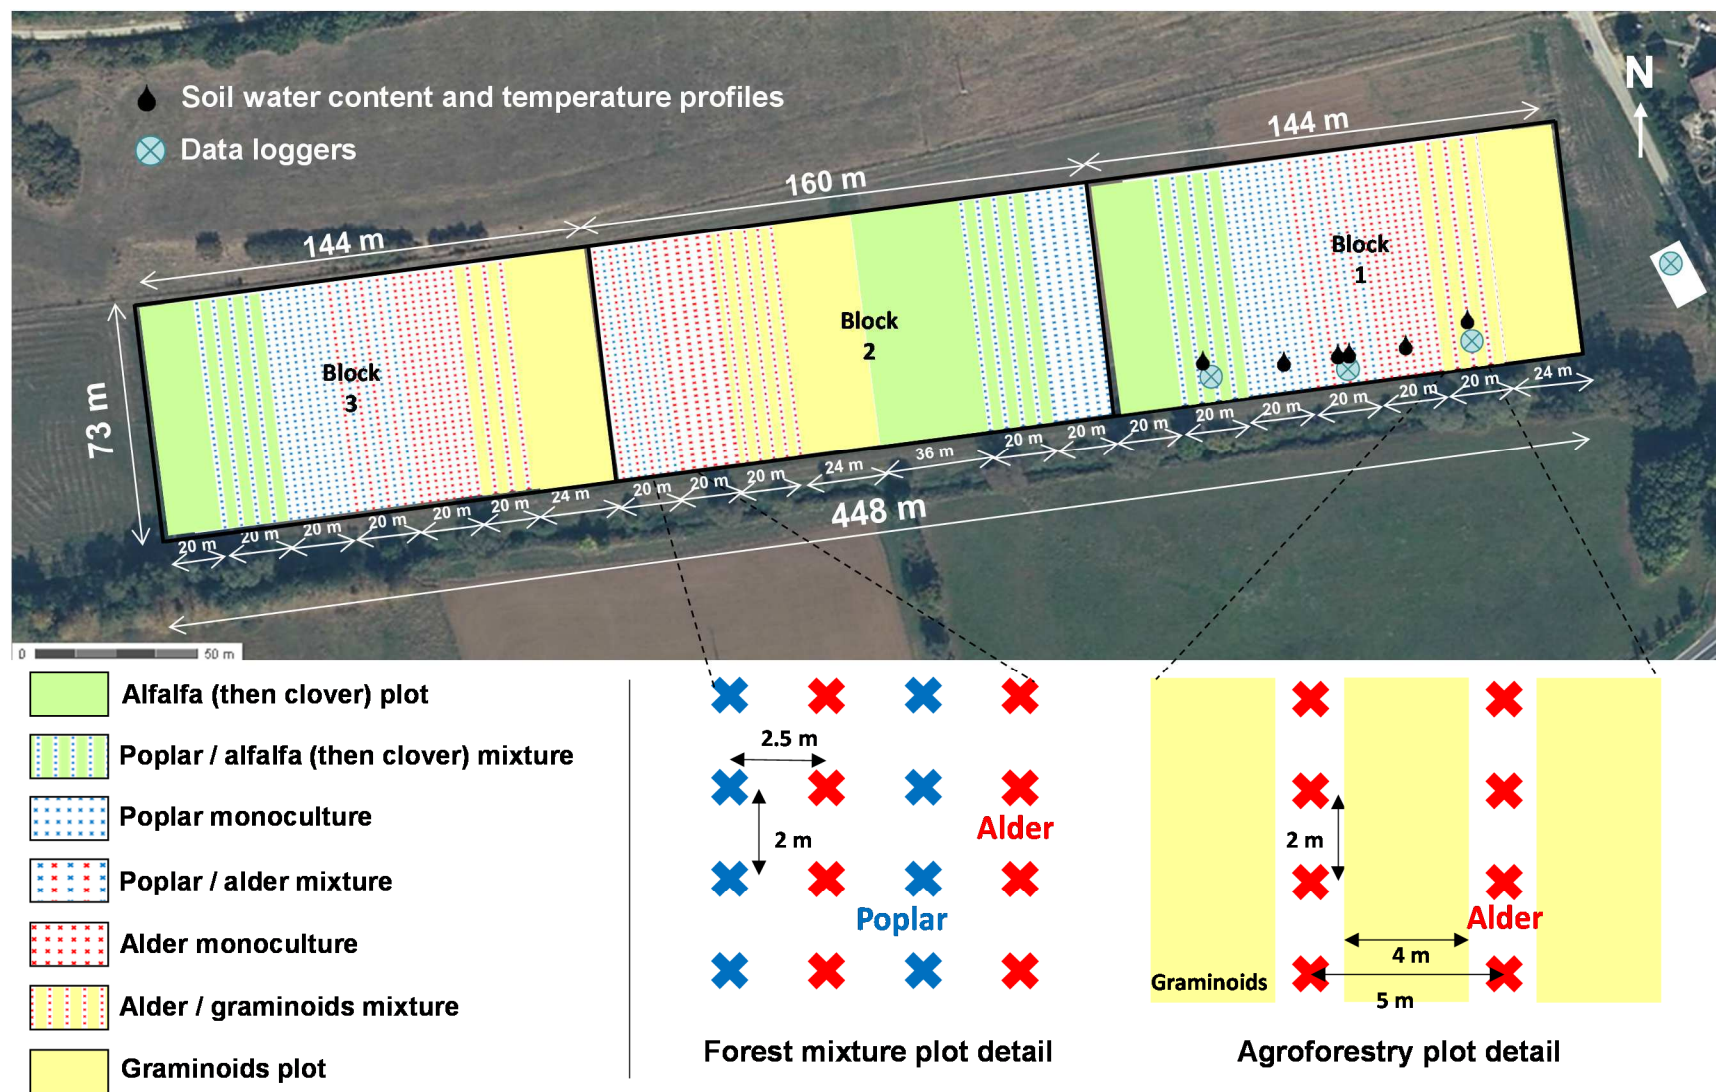 Soil water content and temperature profiles
Data loggers
N
144 m
160 m
144 m
73 m
Block
1
Block
2
Block
3
20 m
20 m
20 m
20 m
20 m
20 m
24 m
20 m
20 m
20 m
24 m
36 m
20 m
20 m
20 m
20 m
20 m
20 m
20 m
20 m
24 m
448 m
0
50 m
Alfalfa (then clover) plot
Poplar / alfalfa (then clover) mixture
Poplar monoculture
Poplar / alder mixture
Alder monoculture
Alder / graminoids mixture
Graminoids plot
2.5 m
2 m
Alder
Poplar
Forest mixture plot detail
2 m
Alder
4 m
Graminoids
5 m
Agroforestry plot detail